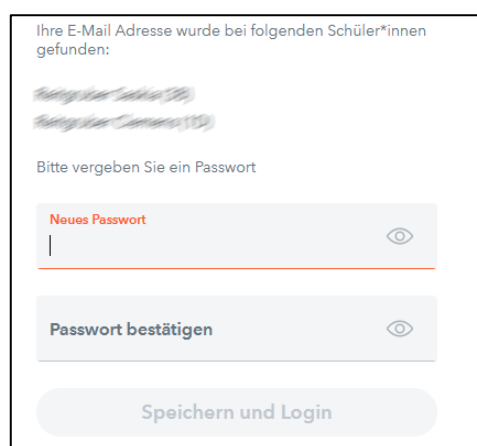 Ihre E-Mail Adresse wurde bei folgenden Schüler*innen
gefunden:
Bitte vergeben Sie ein Passwort
Neues Passwort
Passwort bestätigen
Speichern und Login